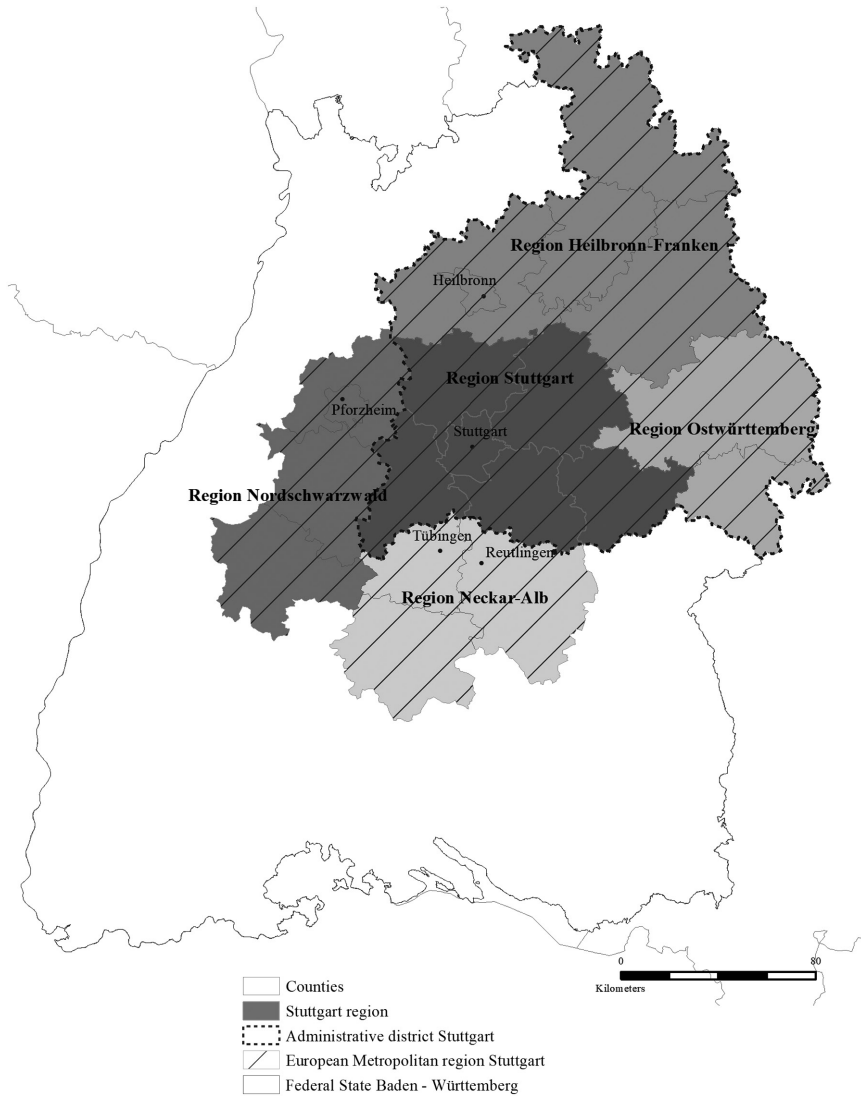 Region Heilbronn-Franken
Heilbronn
Region Stuttgart
Pforzheim
Stuttgart
Region Ostwürttemberg
Region Nordschwarzwald
Tübingen
Reutlingen
Region Neckar-Alb
0
80
Kilometers
Counties
Stuttgart region
Administrative district Stuttgart
European Metropolitan region Stuttgart
Federal State Baden - Württemberg